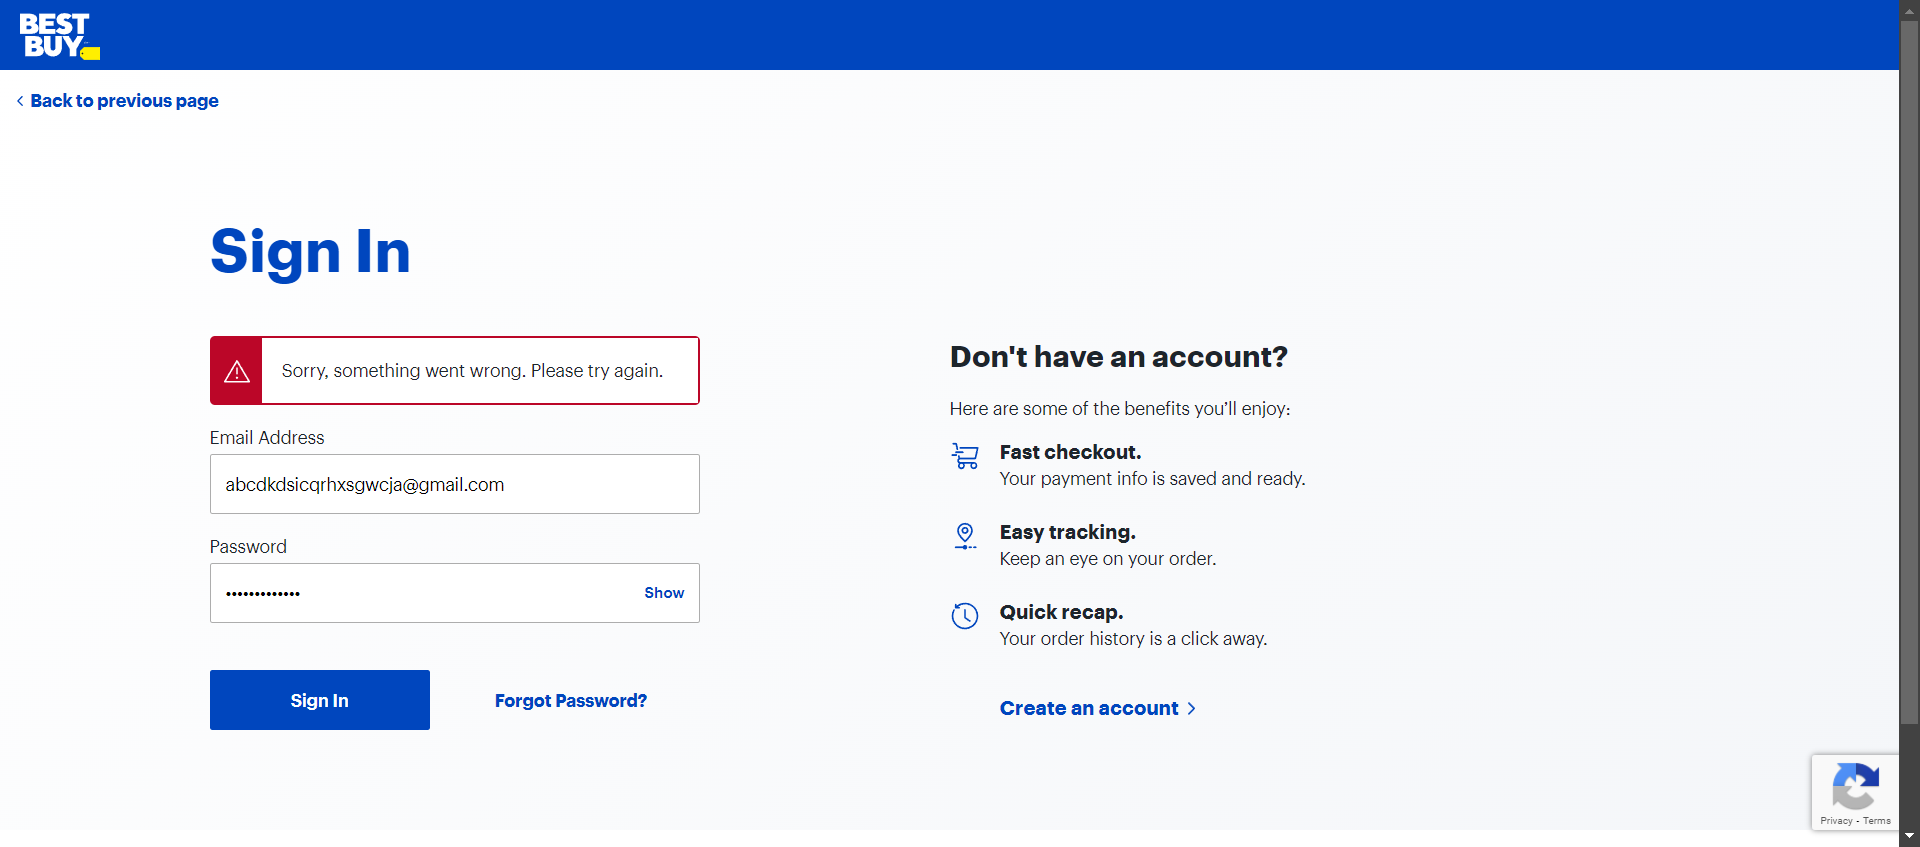 BEST
BUY
Back to previous page
Sign In
Sorry, something went wrong. Please try again.
Email Address
abcdkdsicqrhxsgwcja@gmail.com
Password
•••••••••••••
Show
Sign In
Forgot Password?
Don't have an account?
Here are some of the benefits you’ll enjoy:
Fast checkout.
Your payment info is saved and ready.
Easy tracking.
Keep an eye on your order.
Quick recap.
Your order history is a click away.
Create an account
Privacy - Terms